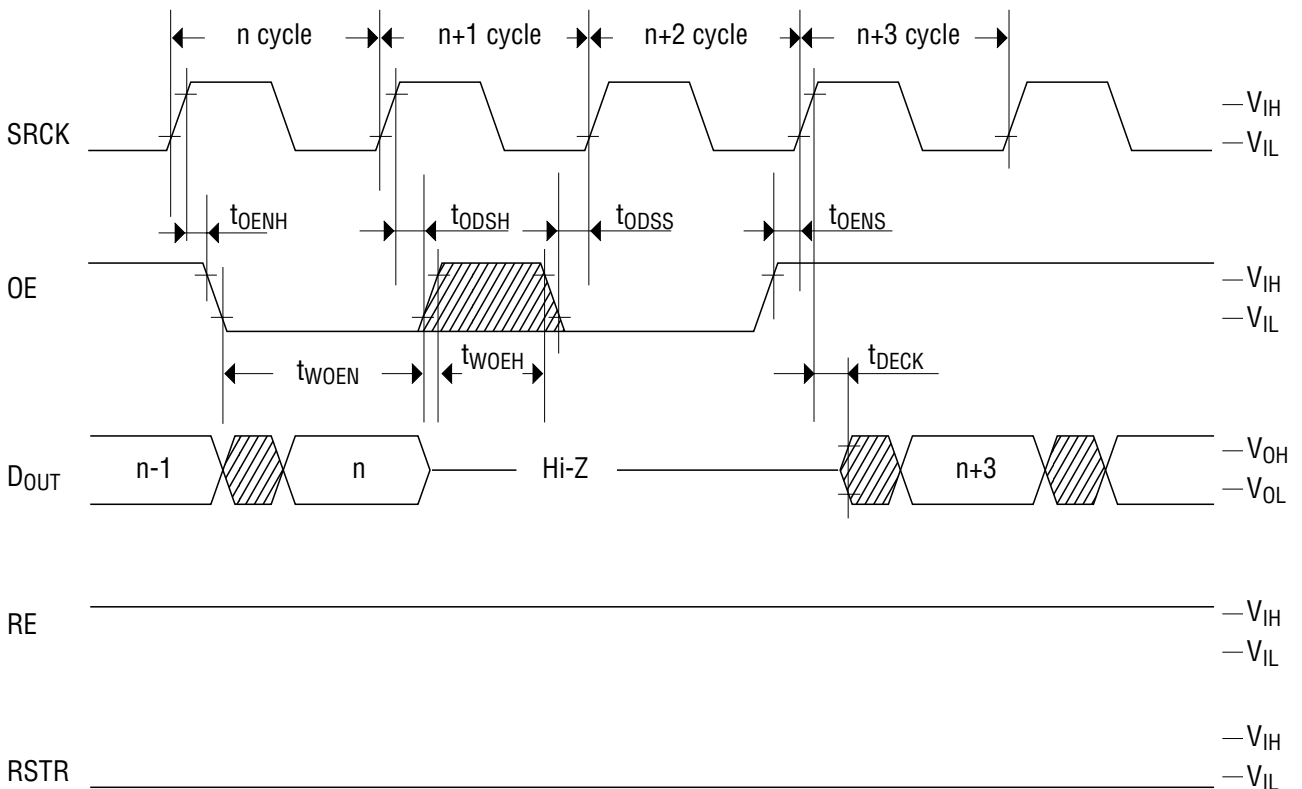 n cycle n+1 cycle n+2 cycle n+3 cycle
SRCK
VIH
VIL
tOENH tODSH tODSS tOENS
OE
VIH
VIL
tWOEN tWOEH tDECK
DOUT
n-1 n Hi-Z n+3
VOH
VOL
RE
VIH
VIL
RSTR
VIH
VIL